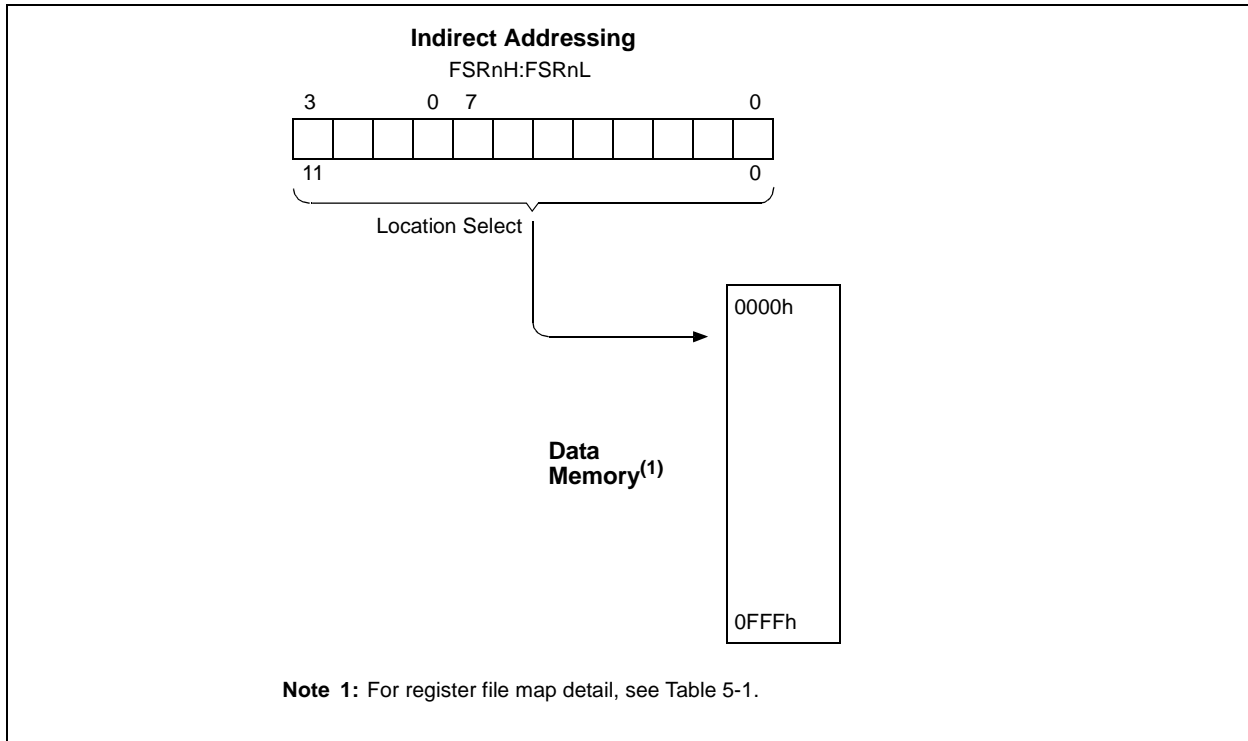 Indirect Addressing
FSRnH:FSRnL
3 0 7 0
11 0
Location Select
0000h
Data
Memory(1)
0FFFh
Note 1: For register file map detail, see Table 5-1.